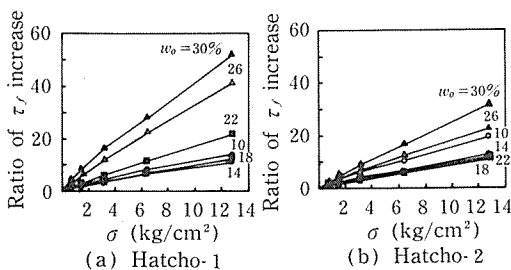 60
40
20
0
Ratio of τf increase
w₀=30%
26
22
10
18
14
2 4 6 8 10 12 14
σ (kg/cm²)
(a) Hatcho-1
60
40
20
0
Ratio of τf increase
w₀=30%
26
10
14
22
18
2 4 6 8 10 12 14
σ (kg/cm²)
(b) Hatcho-2